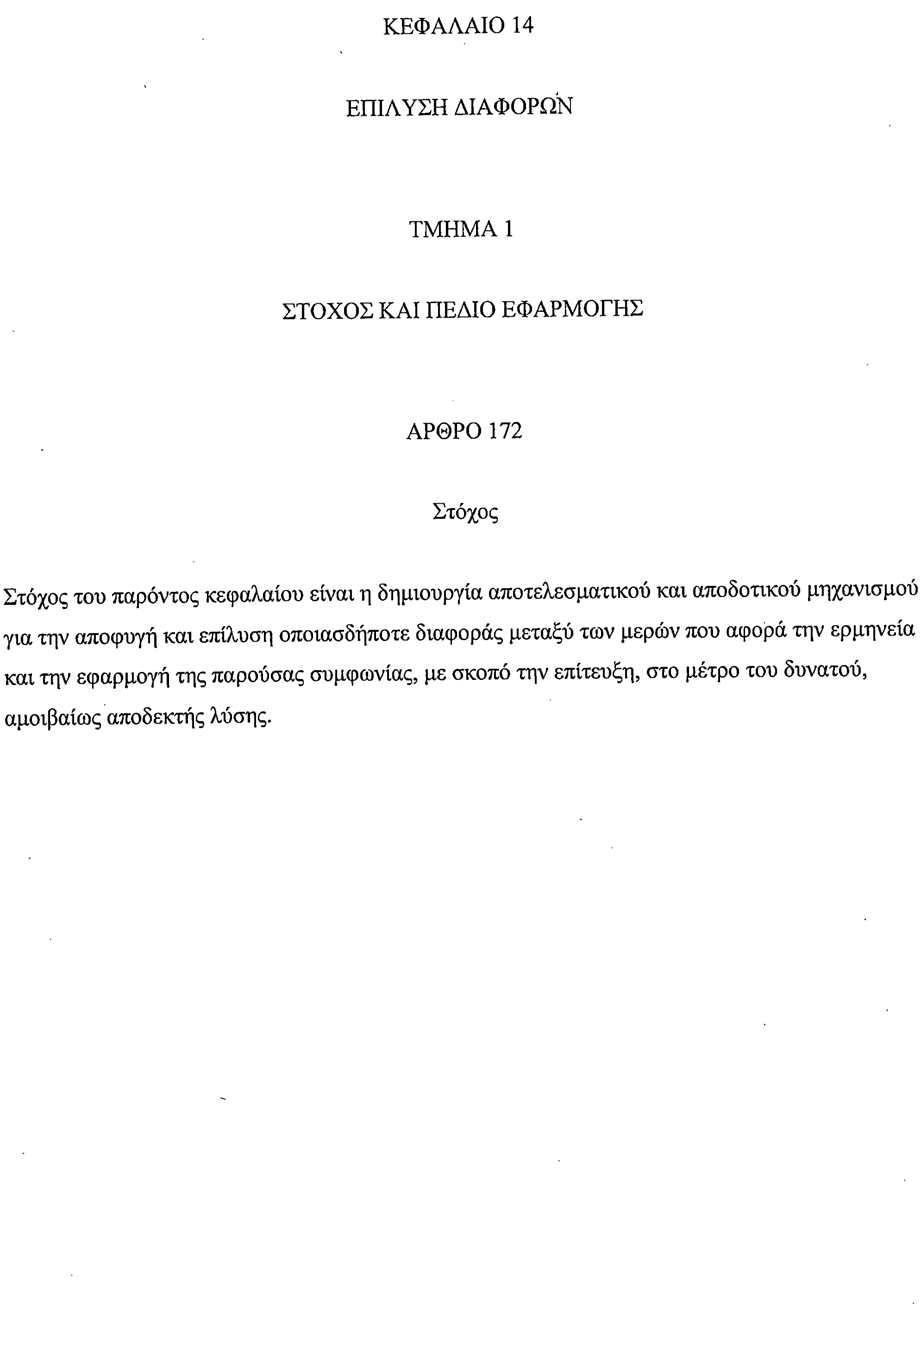 ΚΕΦΑΛΑΙΟ 14
ΕΠΙΛΥΣΗ ΔΙΑΦΟΡΩΝ
ΤΜΗΜΑ 1
ΣΤΟΧΟΣ ΚΑΙ ΠΕΔΙΟ ΕΦΑΡΜΟΓΗΣ
ΑΡΘΡΟ 172
Στόχος
Στόχος του παρόντος κεφαλαίου είναι η δημιουργία αποτελεσματικού και αποδοτικού μηχανισμού
για την αποφυγή και επίλυση οποιασδήποτε διαφοράς μεταξύ των μερών που αφορά την ερμηνεία
και την εφαρμογή της παρούσας συμφωνίας, με σκοπό την επίτευξη, στο μέτρο του δυνατού,
αμοιβαίως αποδεκτής λύσης.